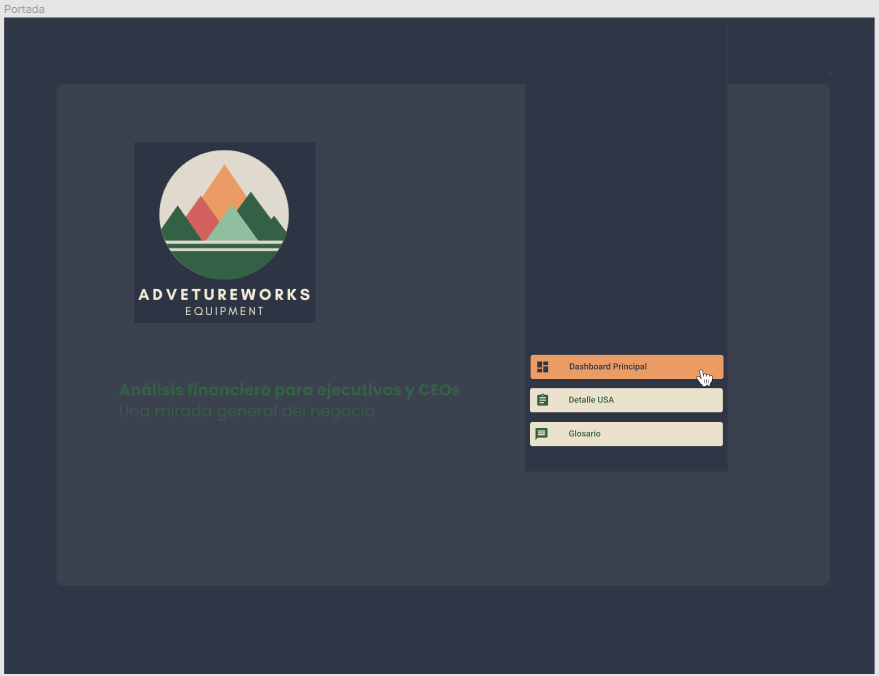 Portada
ADVETUREWORKS
EQUIPMENT
Análisis financiero para ejecutivos y CEOs
Una mirada general del negocio
Dashboard Principal
Detalle USA
Glosario